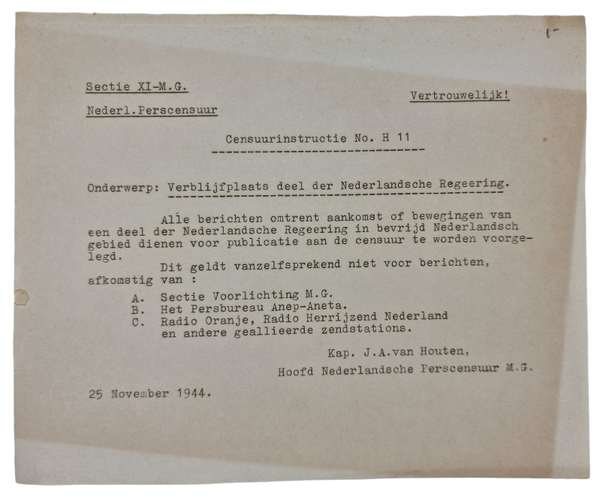 Sectie XI-M.G.
Vertrouwelijk!
Nederl.Perscensuur
Censuurinstructie No. H 11
Onderwerp: Verblijfplaats deel der Nederlandsche Regeering.
Alle berichten omtrent aankomst of bewegingen van
een deel der Nederlandsche Regeering in bevrijd Nederlandsch
gebied dienen voor publicatie aan de censuur te worden voorge-
legd.
Dit geldt vanzelfsprekend niet voor berichten,
afkomstig van :
A. Sectie Voorlichting M.G.
B. Het Persbureau Anep-Aneta.
C. Radio Oranje, Radio Herrijzend Nederland
en andere geallieerde zendstations.
Kap. J.A.van Houten,
Hoofd Nederlandsche Perscensuur M.G.
25 November 1944.